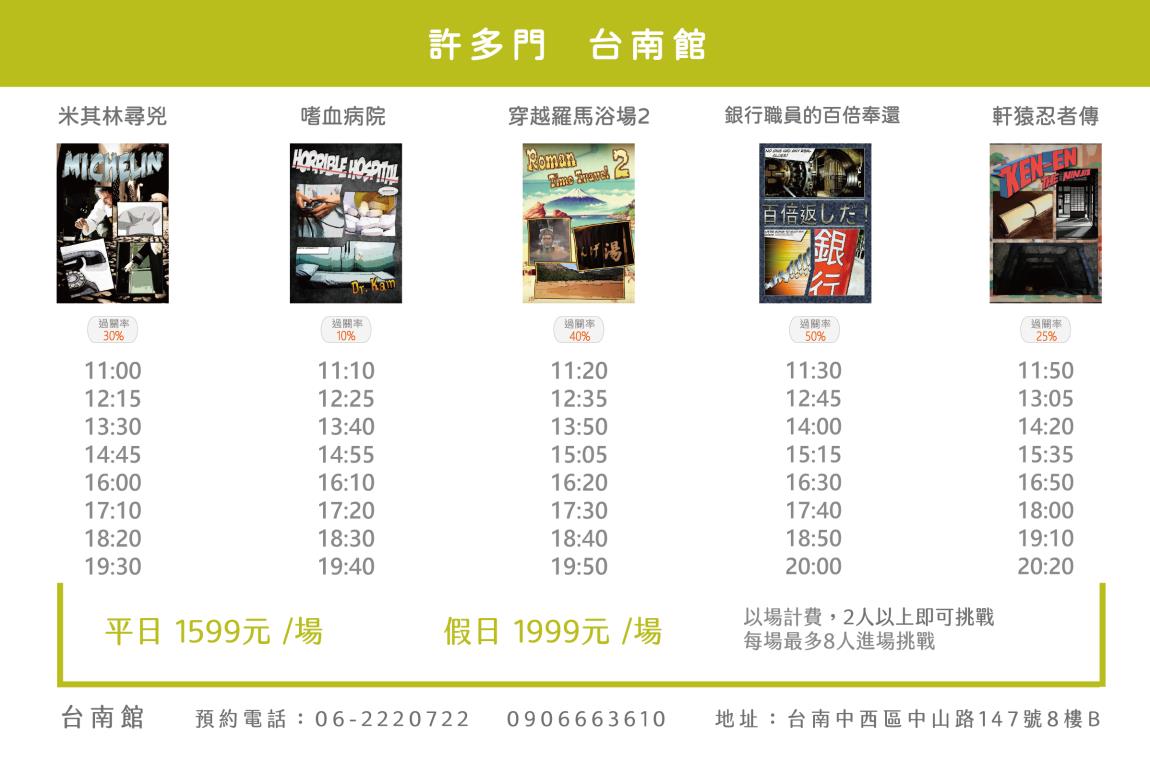 許多門 台南館
米其林尋兇 嗜血病院 穿越羅馬浴場2 銀行職員的百倍奉還 軒猿忍者傳
MICHELIN
HORRIBLE HOSPITAL
Dr. Kam
Roman
Time Travel 2
湯
NO ONE HAS ANY REAL
百倍返した!
銀行
KEN-EN
THE NINJA
過關率 過關率 過關率 過關率 過關率
30% 10% 40% 50% 25%
11:00 11:10 11:20 11:30 11:50
12:15 12:25 12:35 12:45 13:05
13:30 13:40 13:50 14:00 14:20
14:45 14:55 15:05 15:15 15:35
16:00 16:10 16:20 16:30 16:50
17:10 17:20 17:30 17:40 18:00
18:20 18:30 18:40 18:50 19:10
19:30 19:40 19:50 20:00 20:20
平日 1599元 /場 假日 1999元 /場
以場計費，2人以上即可挑戰
每場最多8人進場挑戰
台南館 預約電話：06-2220722 0906663610 地址：台南中西區中山路147號8樓B